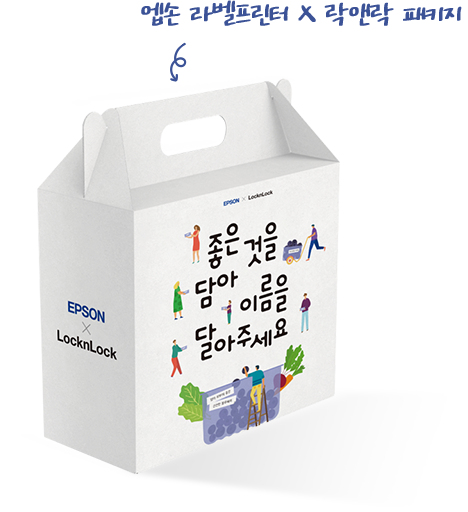 엡손 라벨프린터 X 락앤락 패키지
EPSON × LocknLock
좋은 것을
담아 이름을
달아주세요
EPSON
×
LocknLock